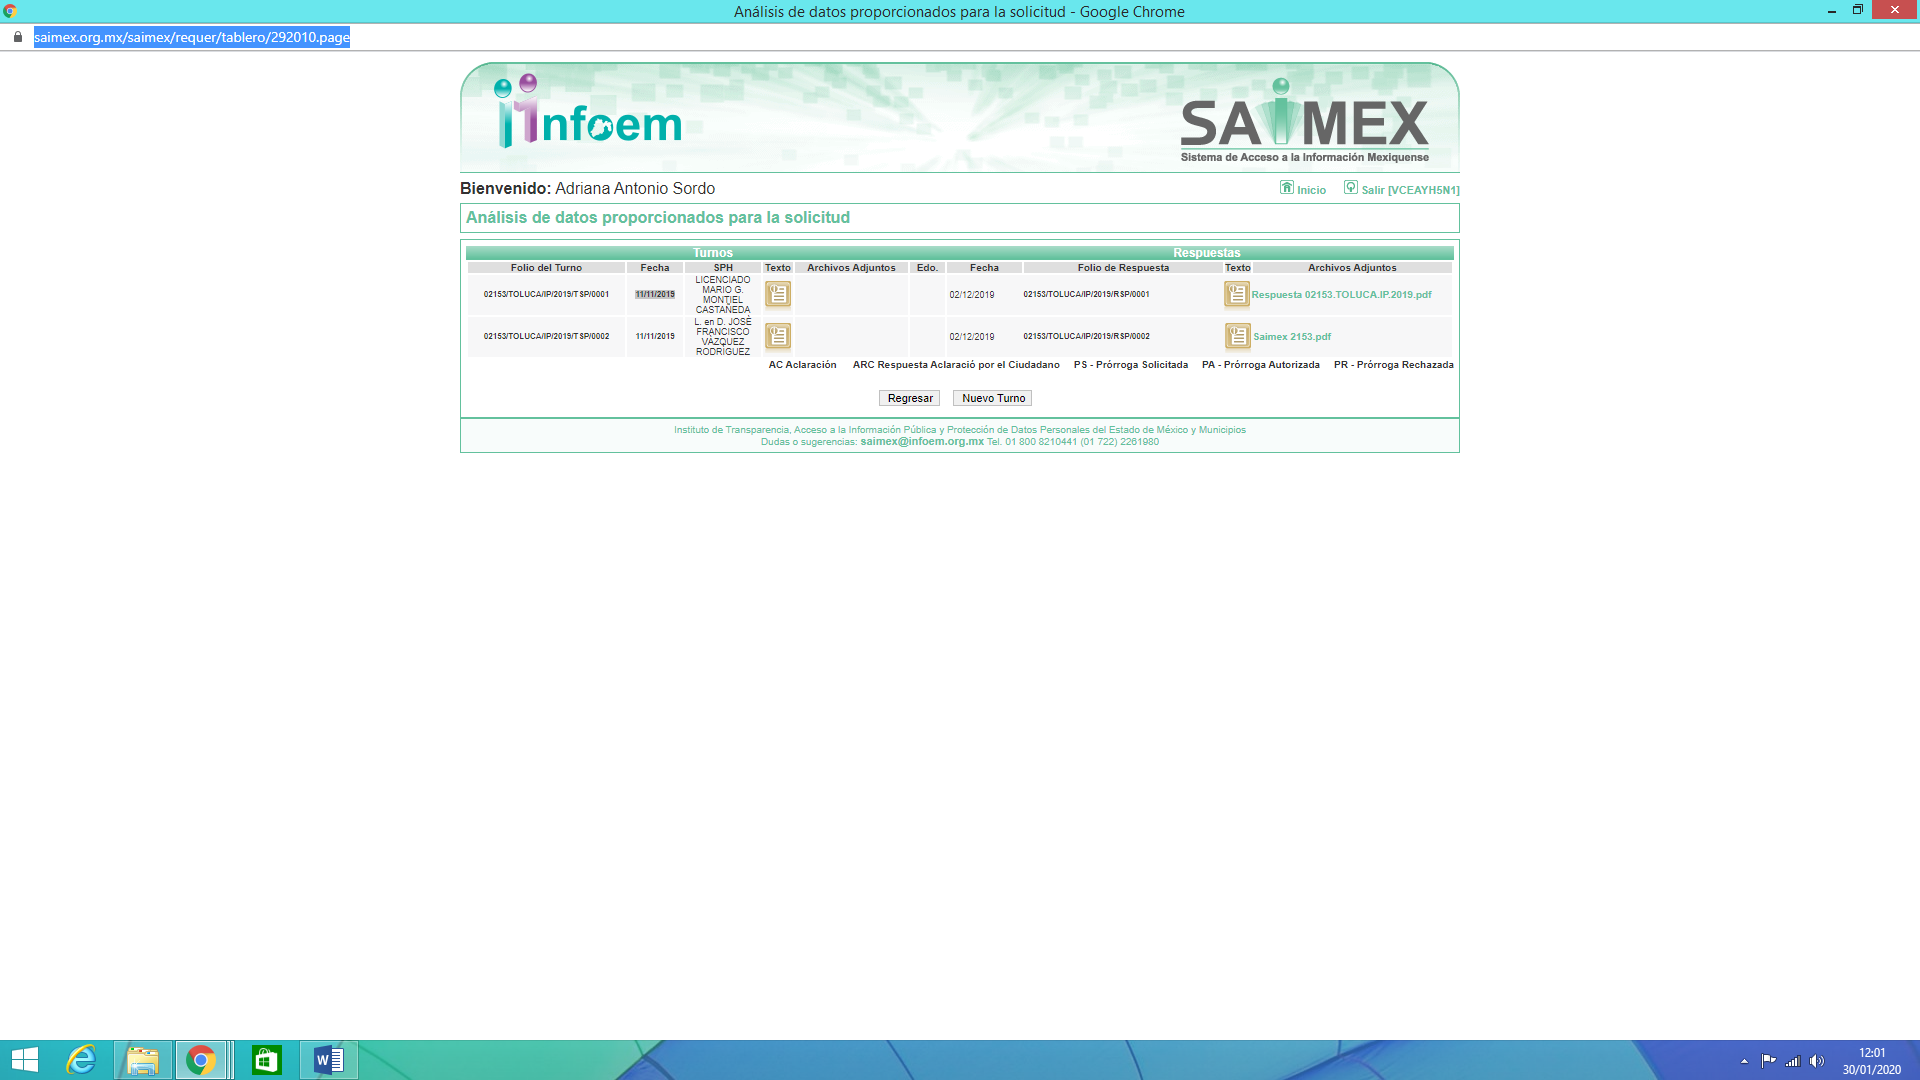 Análisis de datos proporcionados para la solicitud - Google Chrome
saimex.org.mx/saimex/requer/tablero/292010.page
infoem
SAIMEX
Sistema de Acceso a la Información Mexiquense
Bienvenido: Adriana Antonio Sordo
Inicio Salir [VCEAYH5N1]
Análisis de datos proporcionados para la solicitud
Turnos Respuestas
Folio del Turno Fecha SPH Texto Archivos Adjuntos Edo. Fecha Folio de Respuesta Texto Archivos Adjuntos
02153/TOLUCA/IP/2019/TSP/0001 11/11/2019 LICENCIADO MARIO G. MONTIEL CASTAÑEDA 02/12/2019 02153/TOLUCA/IP/2019/RSP/0001 Respuesta 02153.TOLUCA.IP.2019.pdf
02153/TOLUCA/IP/2019/TSP/0002 11/11/2019 L. en D. JOSÈ FRANCISCO VÀZQUEZ RODRÌGUEZ 02/12/2019 02153/TOLUCA/IP/2019/RSP/0002 Saimex 2153.pdf
AC Aclaración ARC Respuesta Aclaració por el Ciudadano PS - Prórroga Solicitada PA - Prórroga Autorizada PR - Prórroga Rechazada
Regresar Nuevo Turno
Instituto de Transparencia, Acceso a la Información Pública y Protección de Datos Personales del Estado de México y Municipios
Dudas o sugerencias: saimex@infoem.org.mx Tel. 01 800 8210441 (01 722) 2261980
12:01
30/01/2020